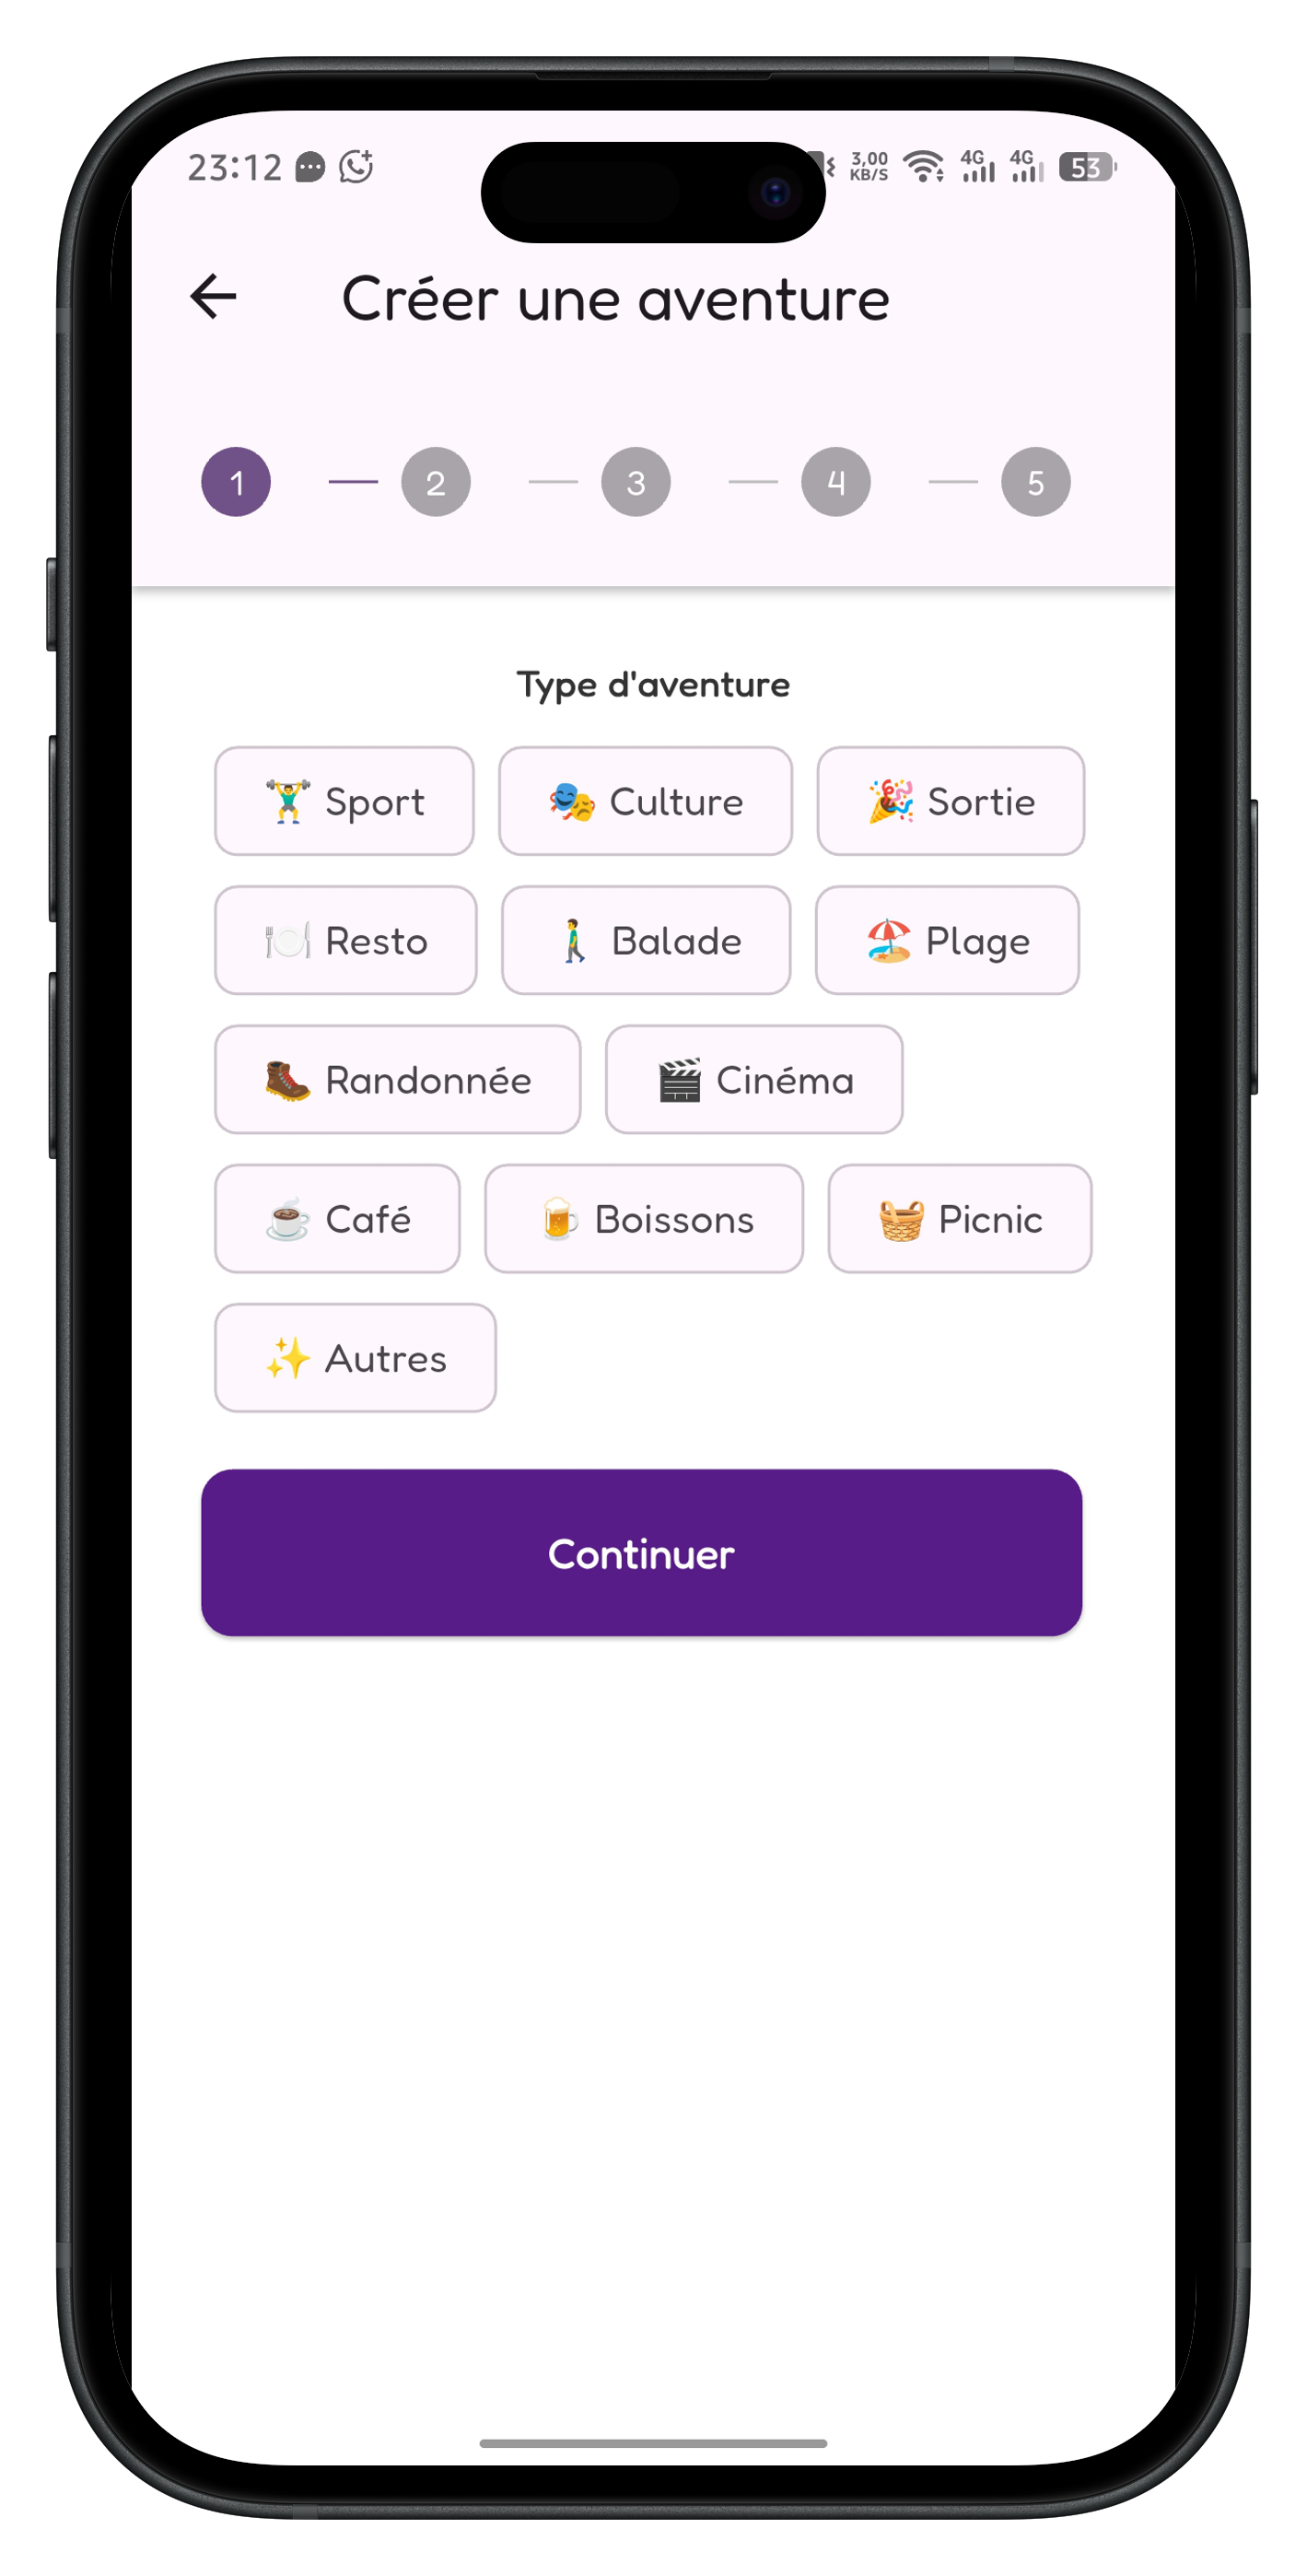 23:12 3,00 KB/S 4G 4G 53
Créer une aventure
1 2 3 4 5
Type d'aventure
Sport Culture Sortie
Resto Balade Plage
Randonnée Cinéma
Café Boissons Picnic
Autres
Continuer